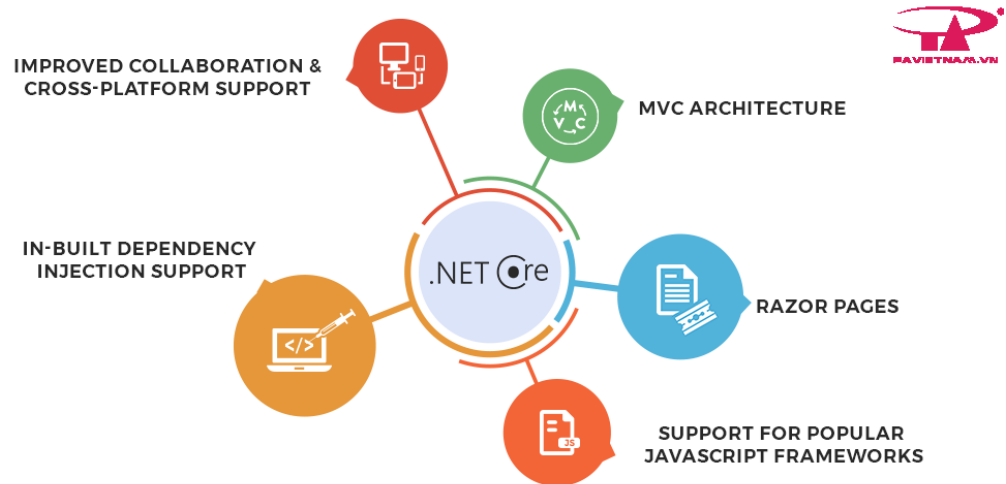 PAVIETNAM.VN
IMPROVED COLLABORATION &
CROSS-PLATFORM SUPPORT
M
V C
MVC ARCHITECTURE
IN-BUILT DEPENDENCY
INJECTION SUPPORT
</>
.NET Core
RAZOR PAGES
JS
SUPPORT FOR POPULAR
JAVASCRIPT FRAMEWORKS